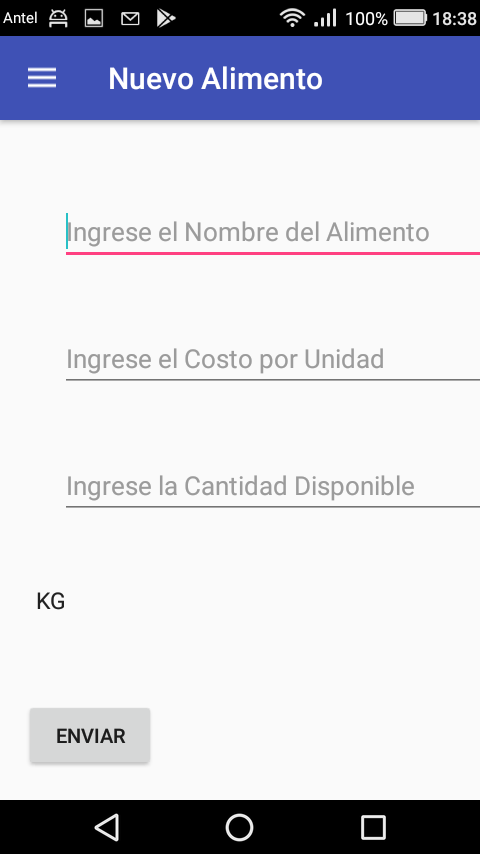 Antel 100% 18:38
Nuevo Alimento
Ingrese el Nombre del Alimento
Ingrese el Costo por Unidad
Ingrese la Cantidad Disponible
KG
ENVIAR